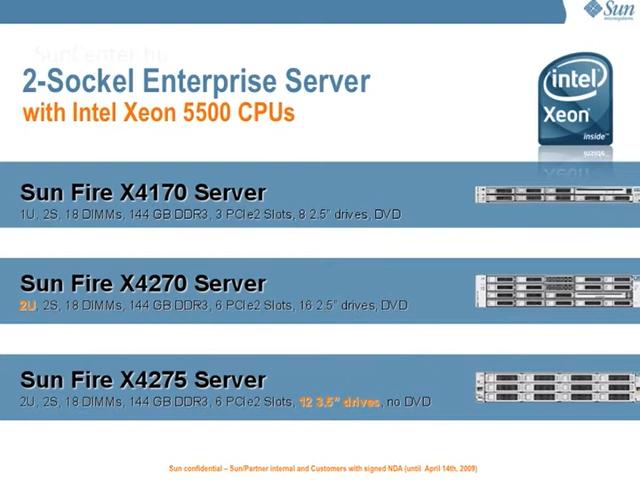 Sun
microsystems
SunCenter.hu
2-Sockel Enterprise Server
with Intel Xeon 5500 CPUs
intel
Xeon
inside™
Sun Fire X4170 Server
1U, 2S, 18 DIMMs, 144 GB DDR3, 3 PCIe2 Slots, 8 2.5” drives, DVD
Sun Fire X4270 Server
2U, 2S, 18 DIMMs, 144 GB DDR3, 6 PCIe2 Slots, 16 2.5” drives, DVD
Sun Fire X4275 Server
2U, 2S, 18 DIMMs, 144 GB DDR3, 6 PCIe2 Slots, 12 3.5” drives, no DVD
Sun confidential – Sun/Partner internal and Customers with signed NDA (until April 14th, 2009)